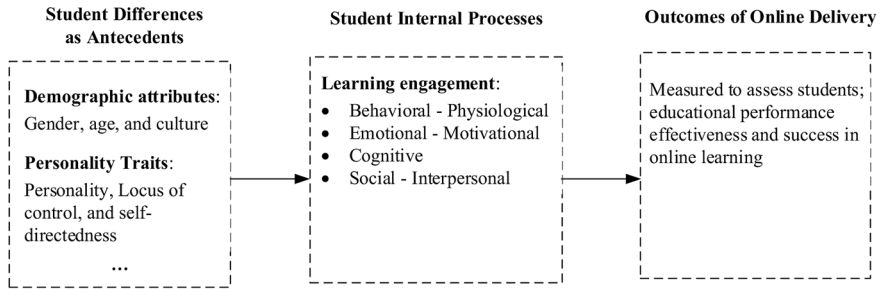 Student Differences
as Antecedents
Demographic attributes:
Gender, age, and culture
Personality Traits:
Personality, Locus of
control, and self-
directedness
...
Student Internal Processes
Learning engagement:
• Behavioral - Physiological
• Emotional - Motivational
• Cognitive
• Social - Interpersonal
Outcomes of Online Delivery
Measured to assess students;
educational performance
effectiveness and success in
online learning